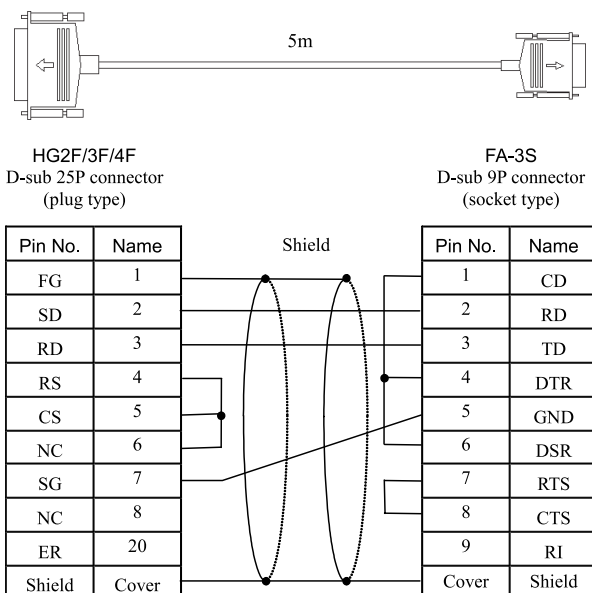 5m
HG2F/3F/4F
D-sub 25P connector
(plug type)
FA-3S
D-sub 9P connector
(socket type)
Shield
Pin No. Name
FG 1
SD 2
RD 3
RS 4
CS 5
NC 6
SG 7
NC 8
ER 20
Shield Cover
Pin No. Name
1 CD
2 RD
3 TD
4 DTR
5 GND
6 DSR
7 RTS
8 CTS
9 RI
Cover Shield